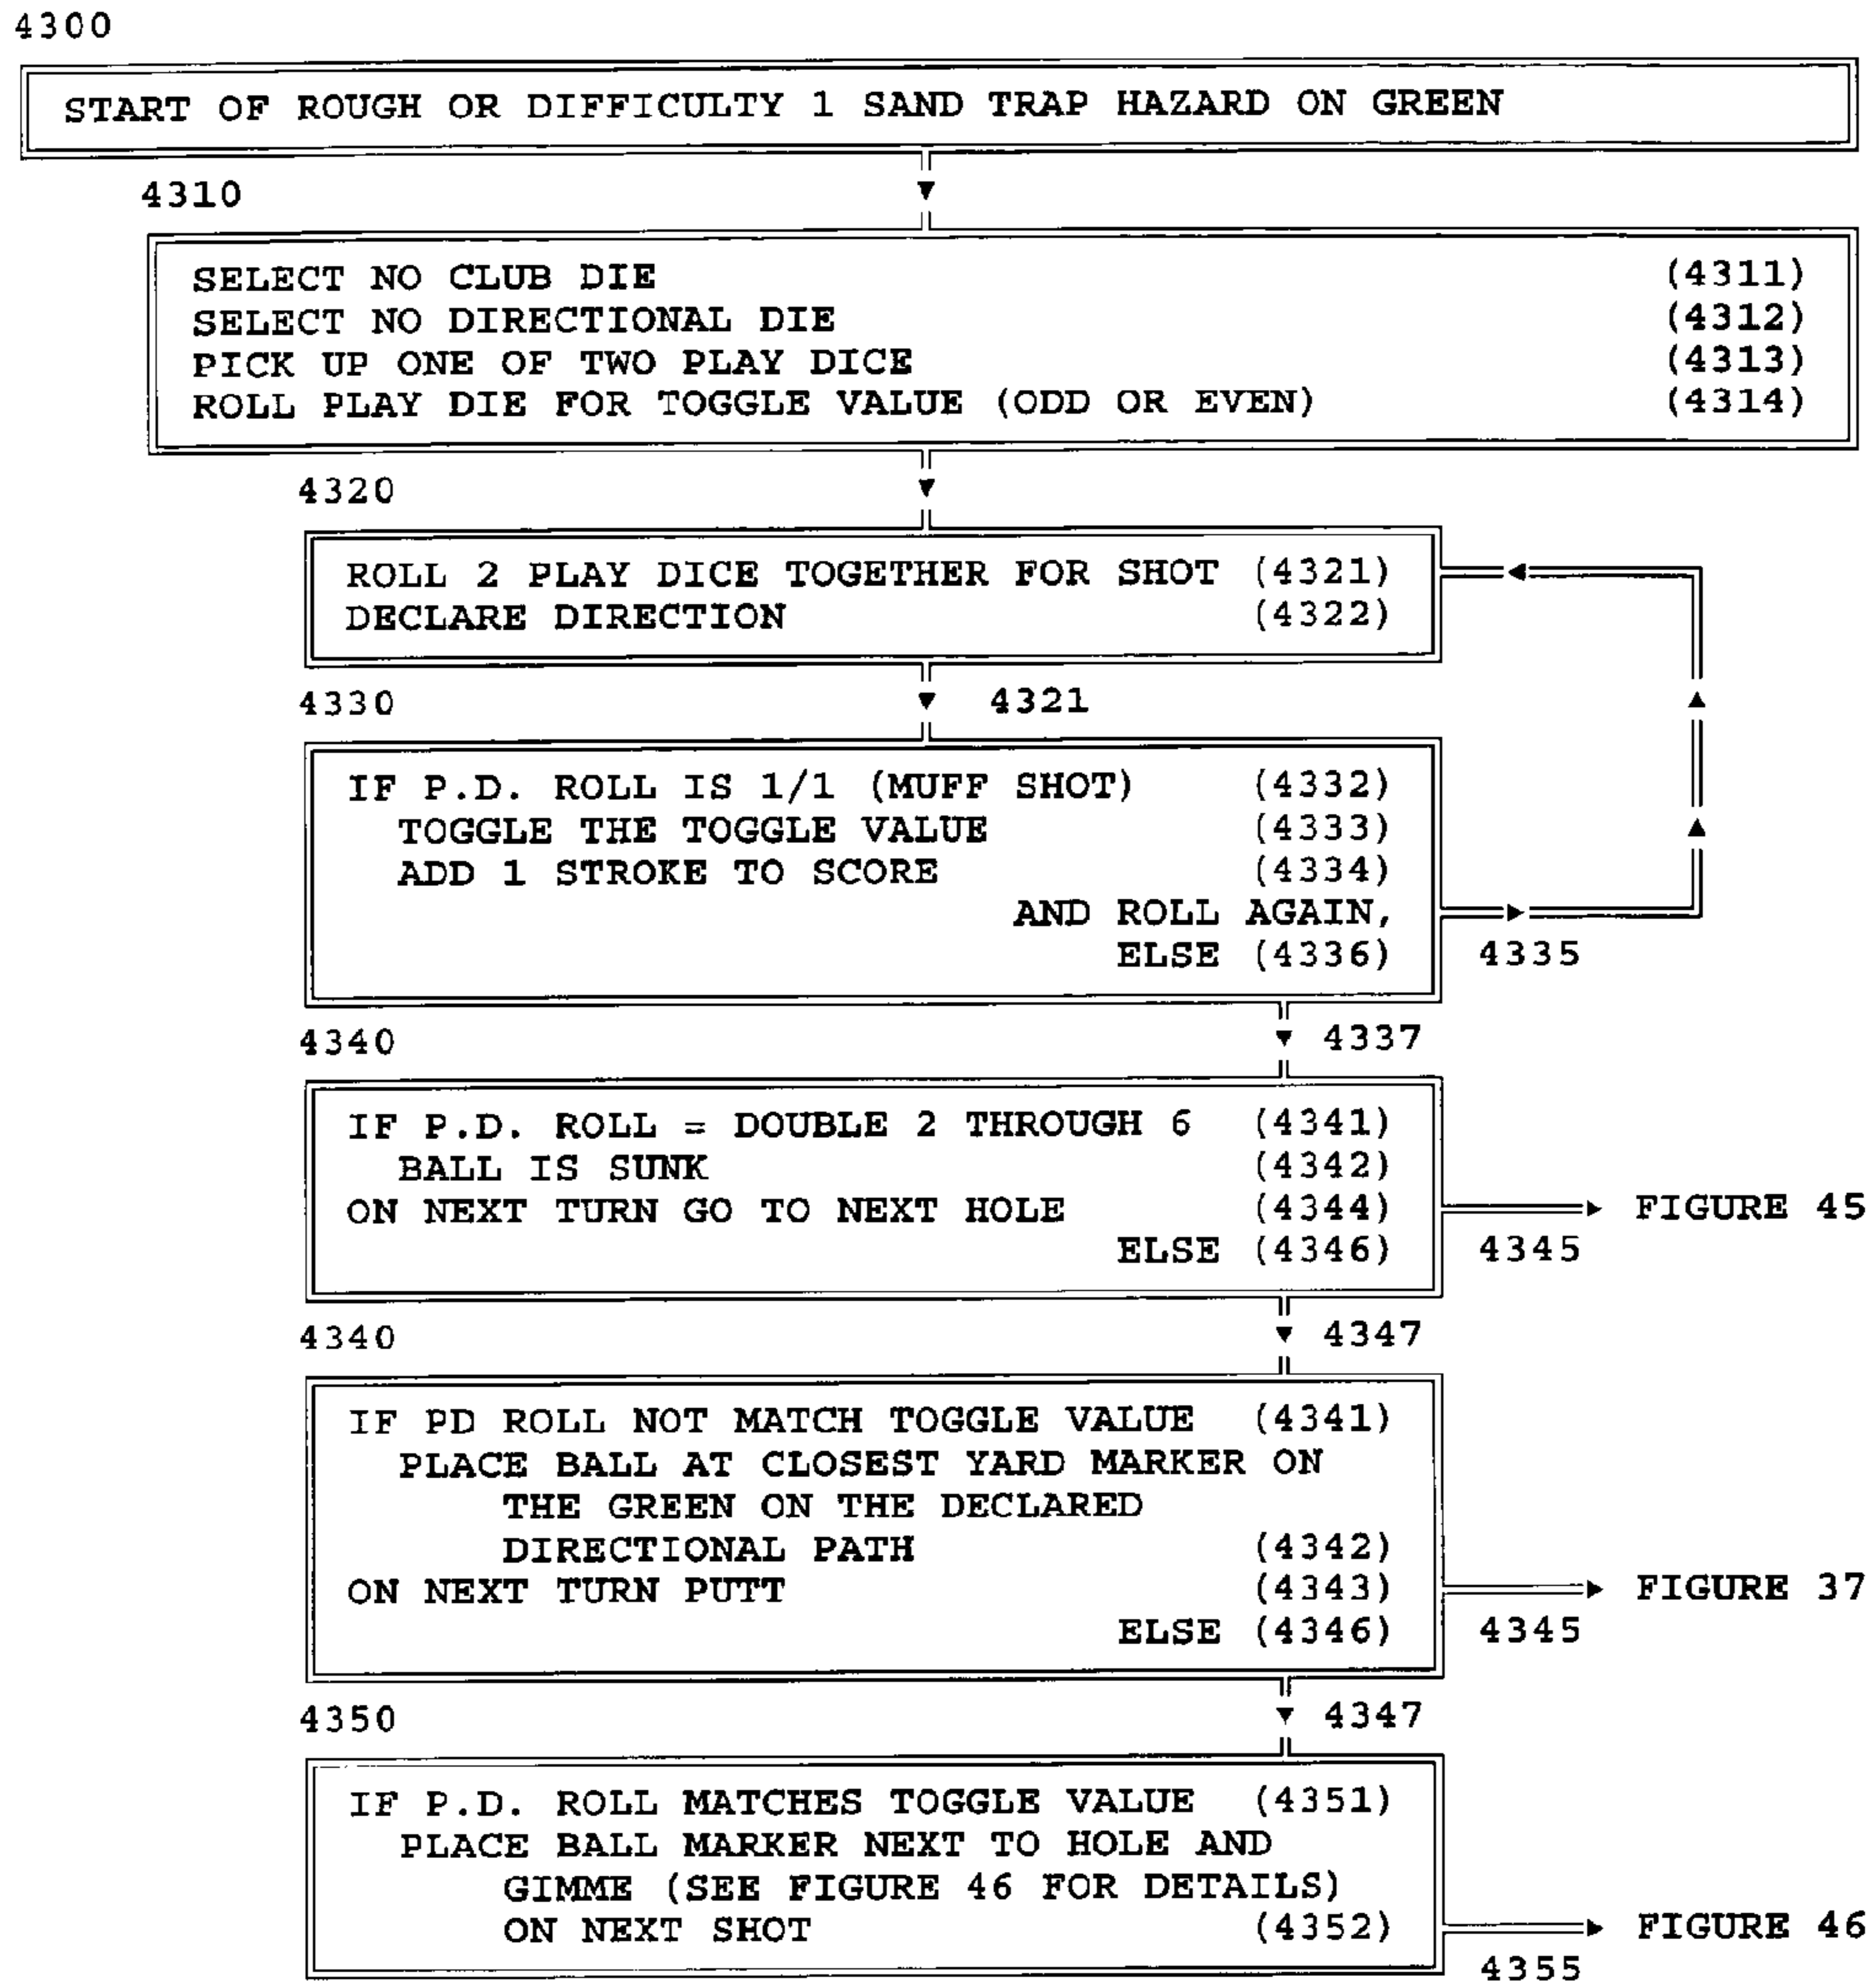 4300
START OF ROUGH OR DIFFICULTY 1 SAND TRAP HAZARD ON GREEN
4310
SELECT NO CLUB DIE (4311)
SELECT NO DIRECTIONAL DIE (4312)
PICK UP ONE OF TWO PLAY DICE (4313)
ROLL PLAY DIE FOR TOGGLE VALUE (ODD OR EVEN) (4314)
4320
ROLL 2 PLAY DICE TOGETHER FOR SHOT (4321)
DECLARE DIRECTION (4322)
4330 4321
IF P.D. ROLL IS 1/1 (MUFF SHOT) (4332)
TOGGLE THE TOGGLE VALUE (4333)
ADD 1 STROKE TO SCORE (4334)
AND ROLL AGAIN,
ELSE (4336) 4335
4340 4337
IF P.D. ROLL = DOUBLE 2 THROUGH 6 (4341)
BALL IS SUNK (4342)
ON NEXT TURN GO TO NEXT HOLE (4344) FIGURE 45
ELSE (4346) 4345
4340 4347
IF PD ROLL NOT MATCH TOGGLE VALUE (4341)
PLACE BALL AT CLOSEST YARD MARKER ON
THE GREEN ON THE DECLARED
DIRECTIONAL PATH (4342)
ON NEXT TURN PUTT (4343) FIGURE 37
ELSE (4346) 4345
4350 4347
IF P.D. ROLL MATCHES TOGGLE VALUE (4351)
PLACE BALL MARKER NEXT TO HOLE AND
GIMME (SEE FIGURE 46 FOR DETAILS)
ON NEXT SHOT (4352) FIGURE 46
4355